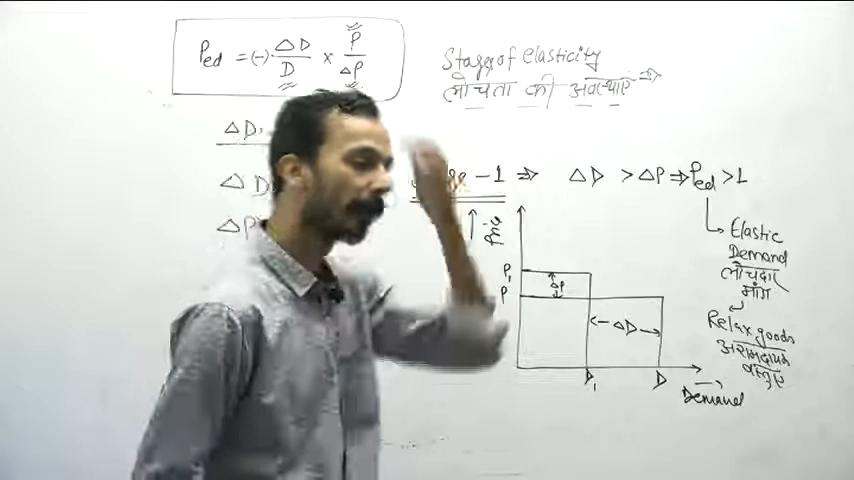 Ped = (-) ΔD/D × P/ΔP
Stages of elasticity
लोचता की अवस्थाएं ⇒
ΔD
ΔD
ΔP
- 1 ⇒ ΔD > ΔP ⇒ Ped > 1
Elastic
Demand
लोचदार
मांग
Relax goods
आरामदायक
वस्तुए
P₁
P
ΔP
ΔD
D₁
D
Demand